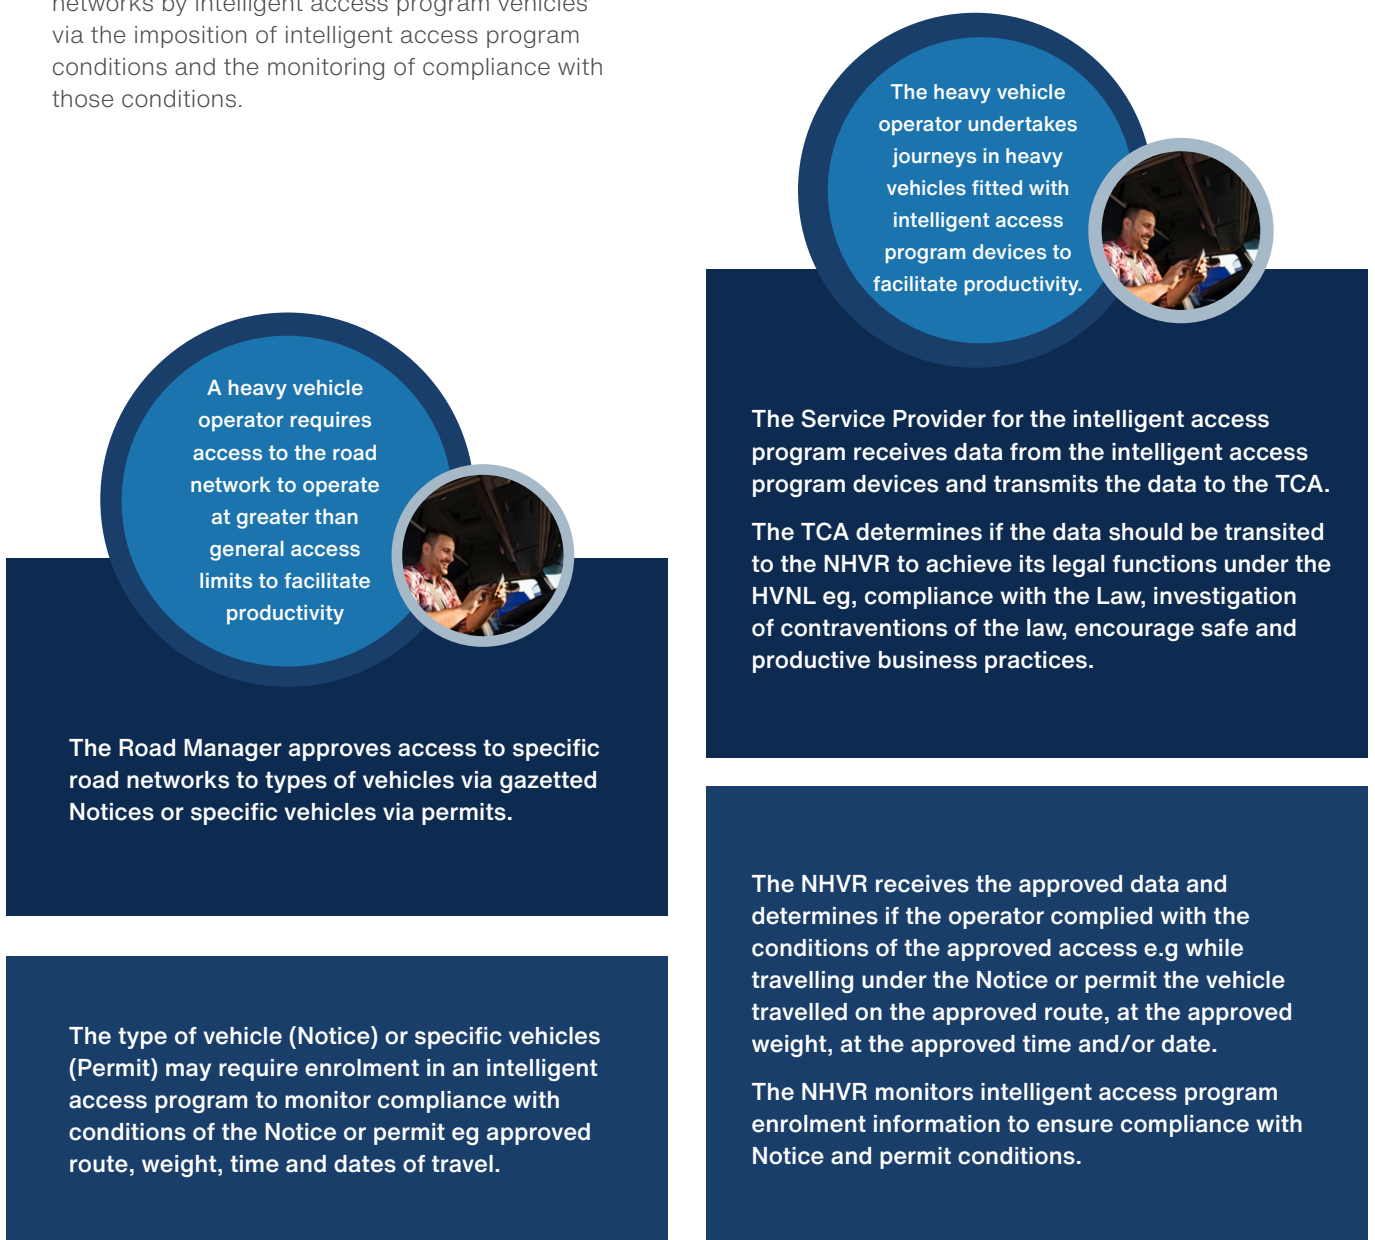 networks by intelligent access program vehicles
via the imposition of intelligent access program
conditions and the monitoring of compliance with
those conditions.
A heavy vehicle
operator requires
access to the road
network to operate
at greater than
general access
limits to facilitate
productivity
The Road Manager approves access to specific
road networks to types of vehicles via gazetted
Notices or specific vehicles via permits.
The type of vehicle (Notice) or specific vehicles
(Permit) may require enrolment in an intelligent
access program to monitor compliance with
conditions of the Notice or permit eg approved
route, weight, time and dates of travel.
The heavy vehicle
operator undertakes
journeys in heavy
vehicles fitted with
intelligent access
program devices to
facilitate productivity.
The Service Provider for the intelligent access
program receives data from the intelligent access
program devices and transmits the data to the TCA.
The TCA determines if the data should be transited
to the NHVR to achieve its legal functions under the
HVNL eg, compliance with the Law, investigation
of contraventions of the law, encourage safe and
productive business practices.
The NHVR receives the approved data and
determines if the operator complied with the
conditions of the approved access e.g while
travelling under the Notice or permit the vehicle
travelled on the approved route, at the approved
weight, at the approved time and/or date.
The NHVR monitors intelligent access program
enrolment information to ensure compliance with
Notice and permit conditions.